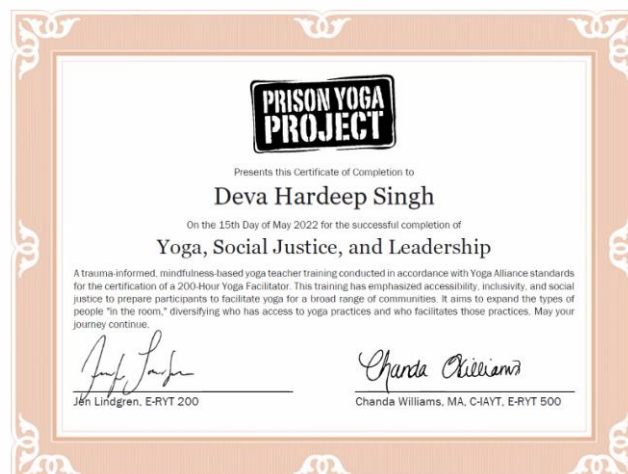 PRISON YOGA
PROJECT
Presents this Certificate of Completion to
Deva Hardeep Singh
On the 15th Day of May 2022 for the successful completion of
Yoga, Social Justice, and Leadership
A trauma-informed, mindfulness-based yoga teacher training conducted in accordance with Yoga Alliance standards
for the certification of a 200-Hour Yoga Facilitator. This training has emphasized accessibility, inclusivity, and social
justice to prepare participants to facilitate yoga for a broad range of communities. It aims to expand the types of
people "in the room," diversifying who has access to yoga practices and who facilitates those practices. May your
journey continue.
Chanda Williams
Jen Lindgren, E-RYT 200
Chanda Williams, MA, C-IAYT, E-RYT 500